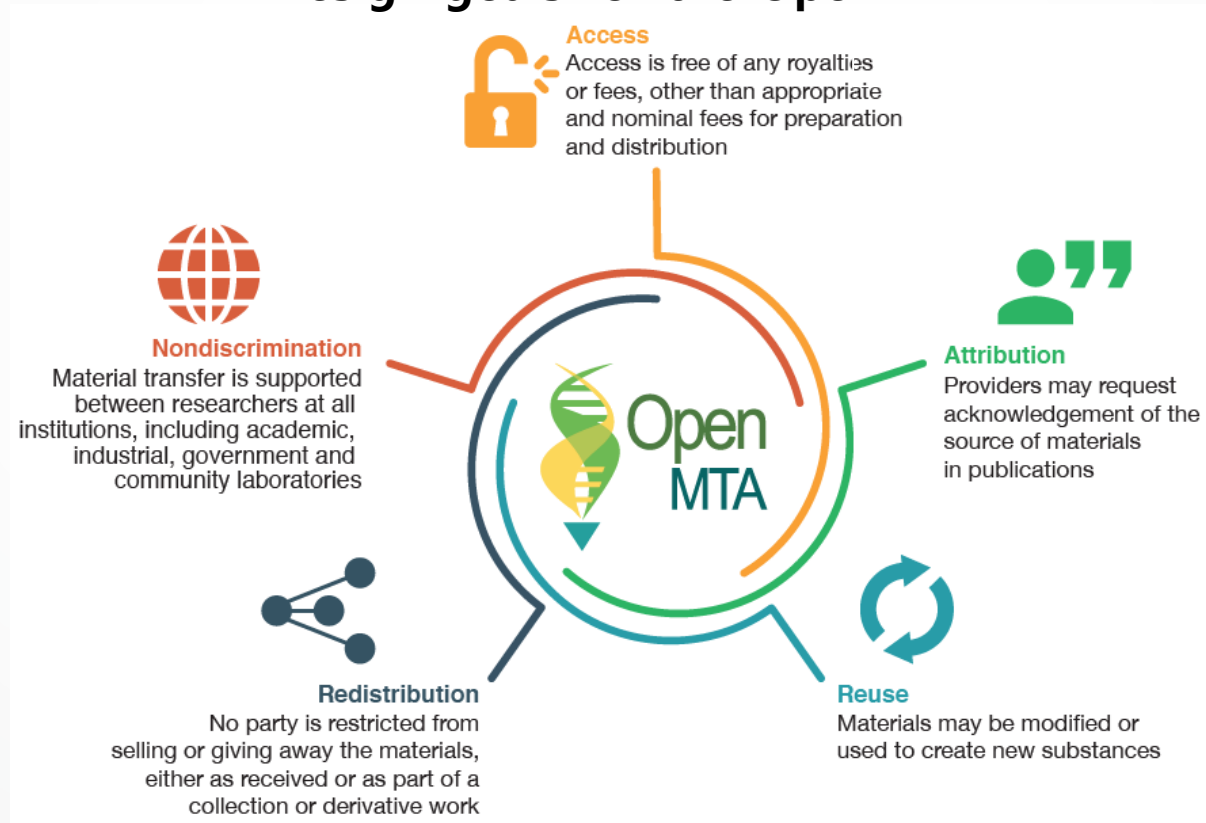 Access
Access is free of any royalties
or fees, other than appropriate
and nominal fees for preparation
and distribution
Attribution
Providers may request
acknowledgement of the
source of materials
in publications
Reuse
Materials may be modified or
used to create new substances
Redistribution
No party is restricted from
selling or giving away the materials,
either as received or as part of a
collection or derivative work
Nondiscrimination
Material transfer is supported
between researchers at all
institutions, including academic,
industrial, government and
community laboratories
Open
MTA